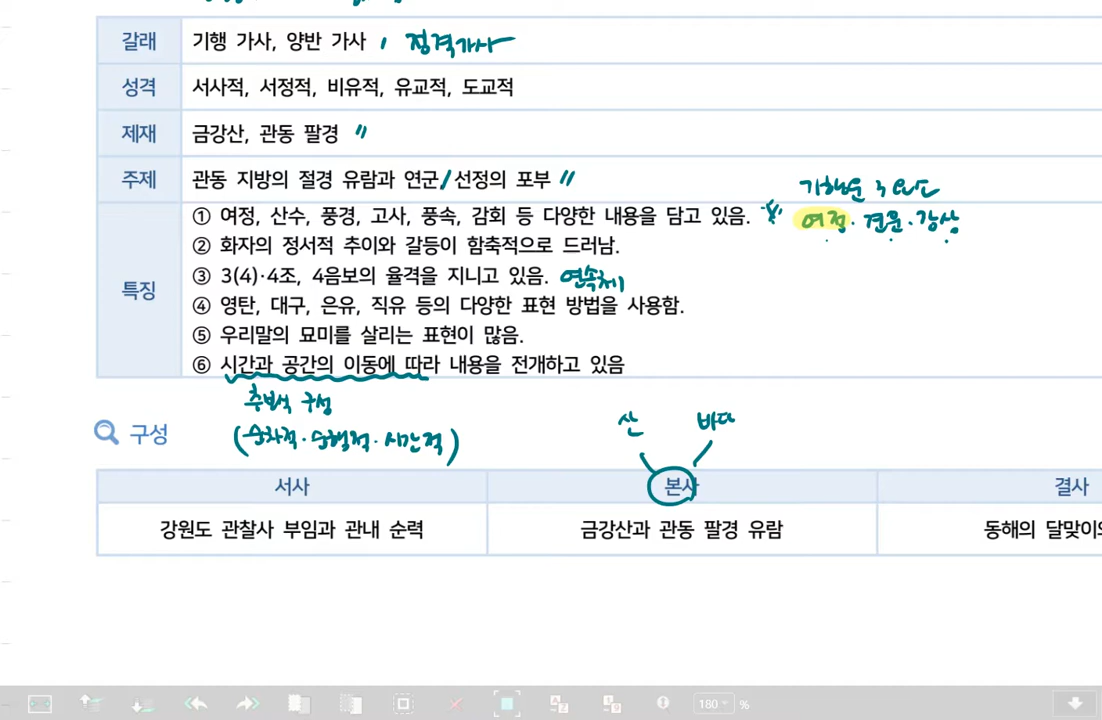 갈래 기행 가사, 양반 가사, 정격가사
성격 서사적, 서정적, 비유적, 유교적, 도교적
제재 금강산, 관동 팔경 〃
주제 관동 지방의 절경 유람과 연군/선정의 포부 〃
기행문 3요소
① 여정, 산수, 풍경, 고사, 풍속, 감회 등 다양한 내용을 담고 있음. 여정·견문·감상
② 화자의 정서적 추이와 갈등이 함축적으로 드러남.
③ 3(4)·4조, 4음보의 율격을 지니고 있음. 연속체
특징
④ 영탄, 대구, 은유, 직유 등의 다양한 표현 방법을 사용함.
⑤ 우리말의 묘미를 살리는 표현이 많음.
⑥ 시간과 공간의 이동에 따라 내용을 전개하고 있음
추보식 구성
(순차적·순행적·시간적)
산 바다
구성
서사 본사 결사
강원도 관찰사 부임과 관내 순력 금강산과 관동 팔경 유람 동해의 달맞이
180 %